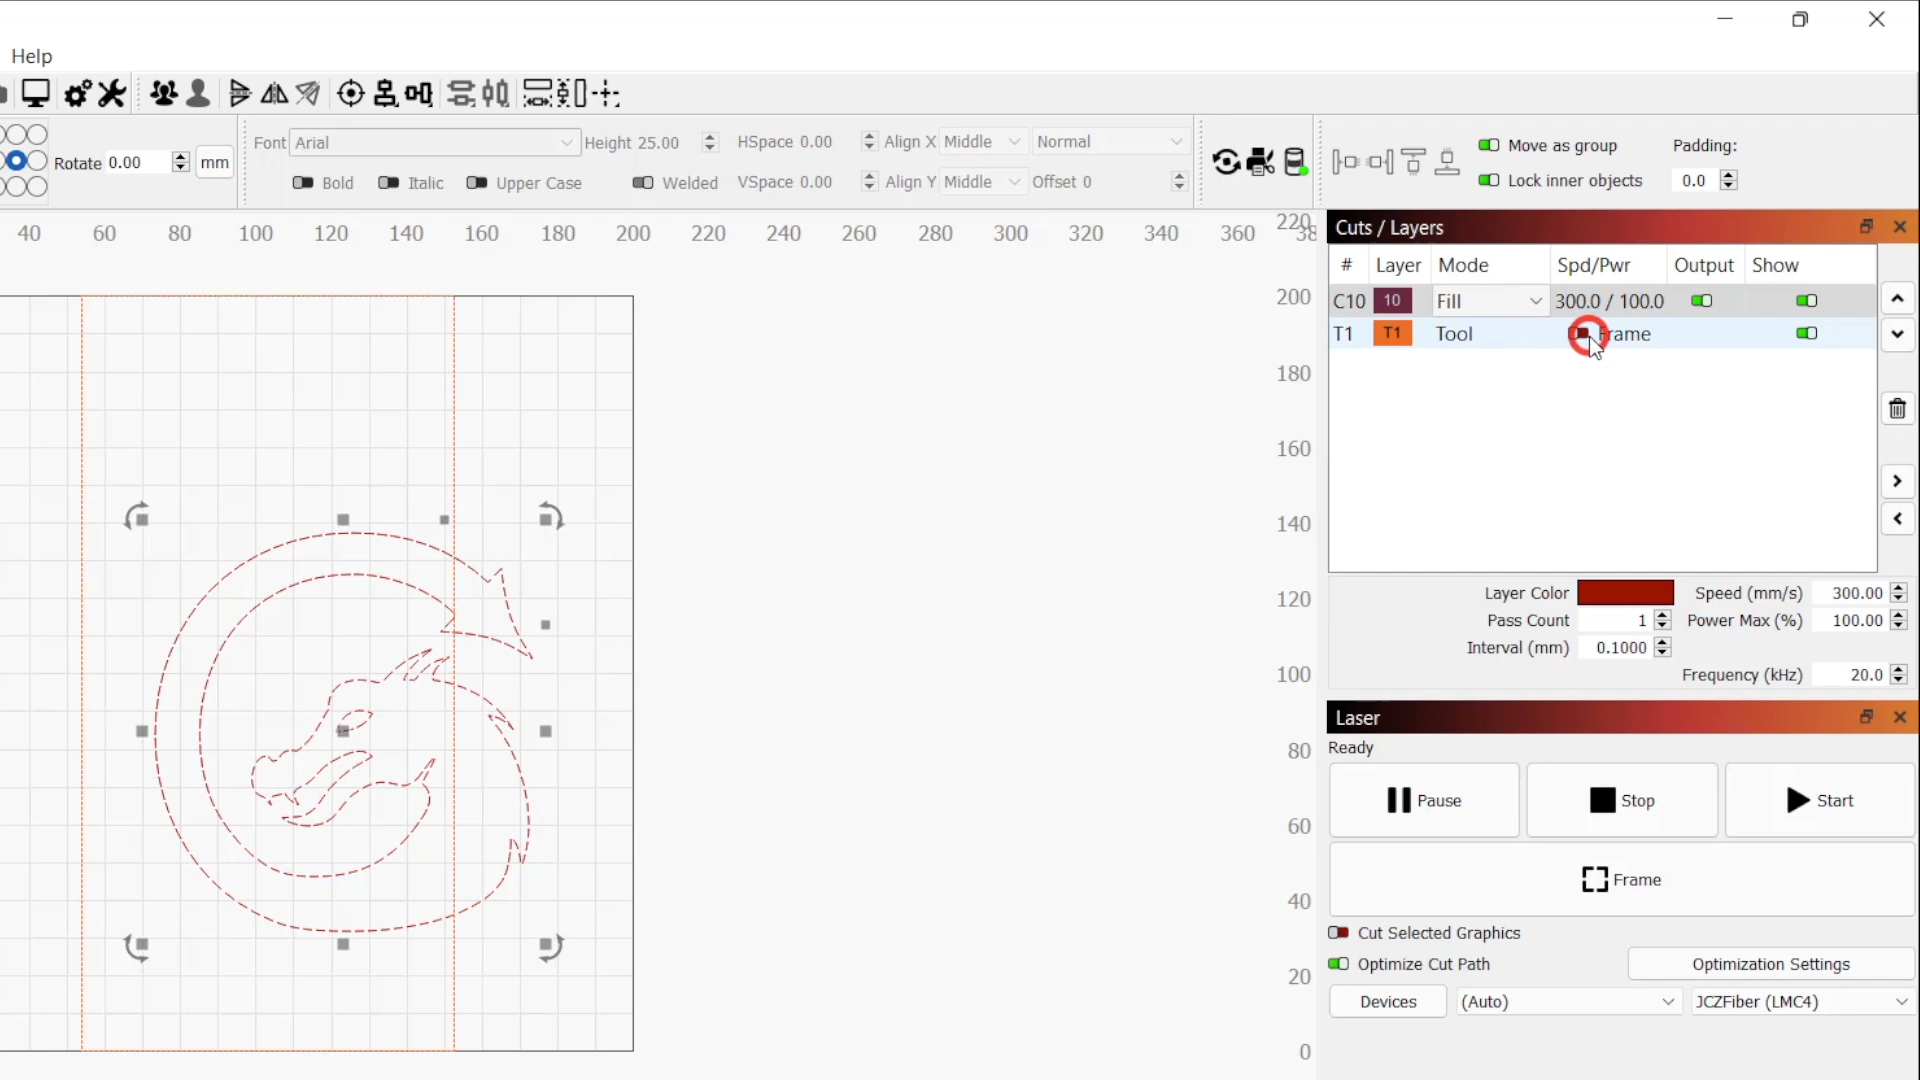 Help
Rotate 0.00 mm
Font Arial Height 25.00 HSpace 0.00 Align X Middle Normal
Bold Italic Upper Case Welded VSpace 0.00 Align Y Middle Offset 0
Move as group Padding:
Lock inner objects 0.0
40 60 80 100 120 140 160 180 200 220 240 260 280 300 320 340 360
220
200
180
160
140
120
100
80
60
40
20
0
Cuts / Layers
# Layer Mode Spd/Pwr Output Show
C10 10 Fill 300.0 / 100.0
T1 T1 Tool Frame
Layer Color Speed (mm/s) 300.00
Pass Count 1 Power Max (%) 100.00
Interval (mm) 0.1000
Frequency (kHz) 20.0
Laser
Ready
Pause Stop Start
Frame
Cut Selected Graphics
Optimize Cut Path Optimization Settings
Devices (Auto) JCZFiber (LMC4)